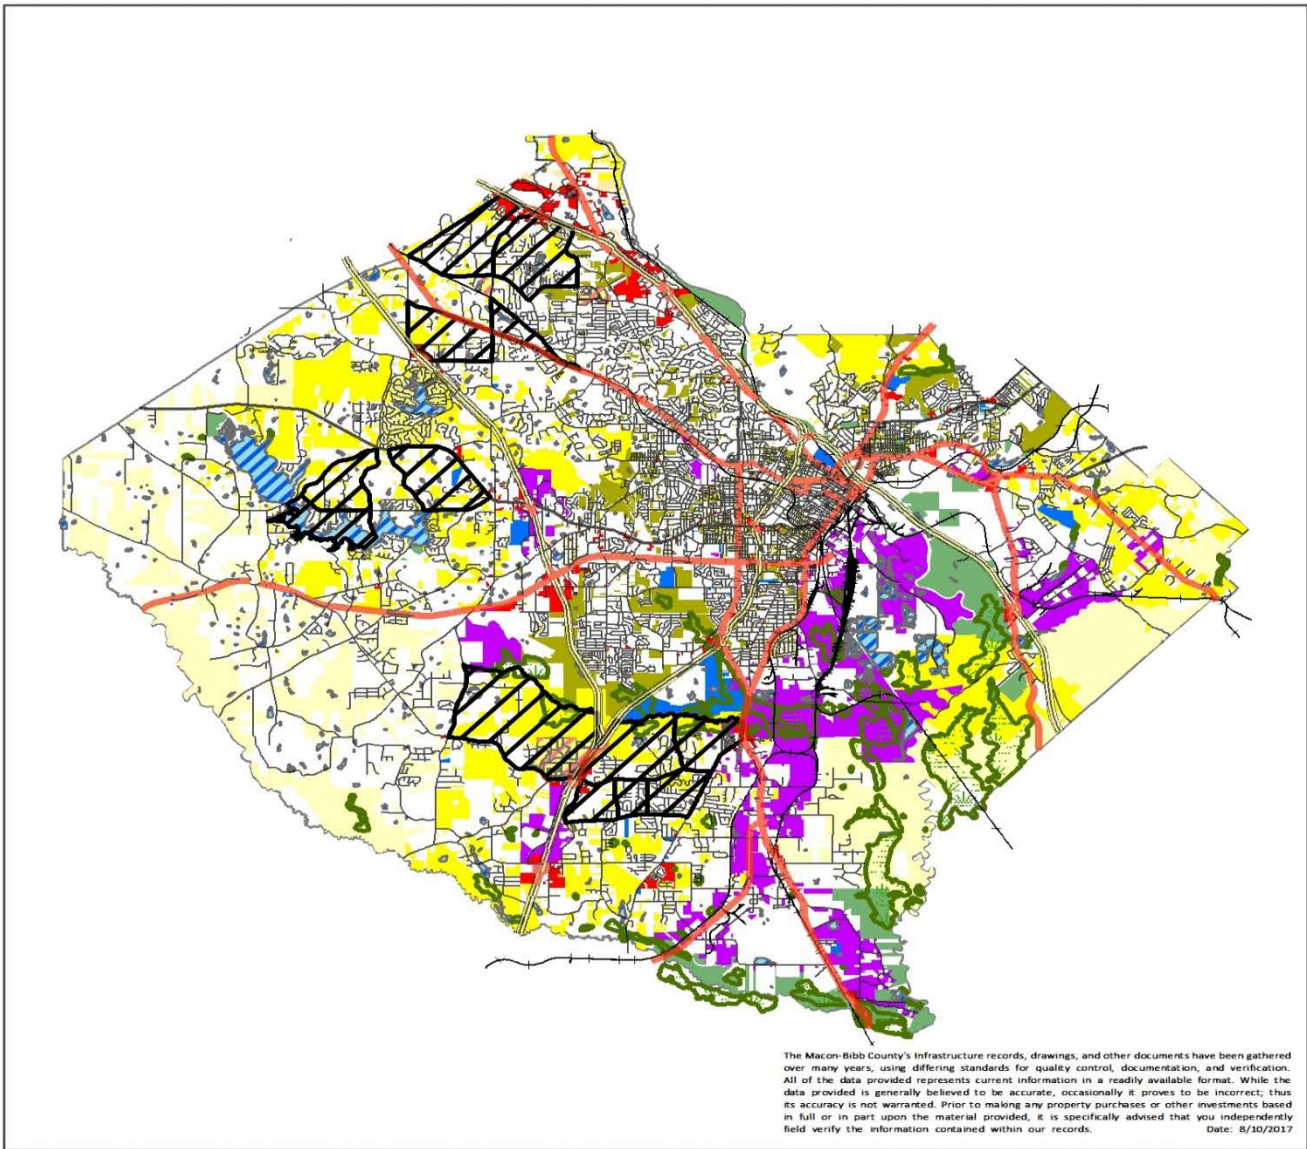 The Macon-Bibb County's Infrastructure records, drawings, and other documents have been gathered
over many years, using differing standards for quality control, documentation, and verification.
All of the data provided represents current information in a readily available format. While the
data provided is generally believed to be accurate, occasionally it proves to be incorrect; thus
its accuracy is not warranted. Prior to making any property purchases or other investments based
in full or in part upon the material provided, it is specifically advised that you independently
field verify the information contained within our records. Date: 8/10/2017